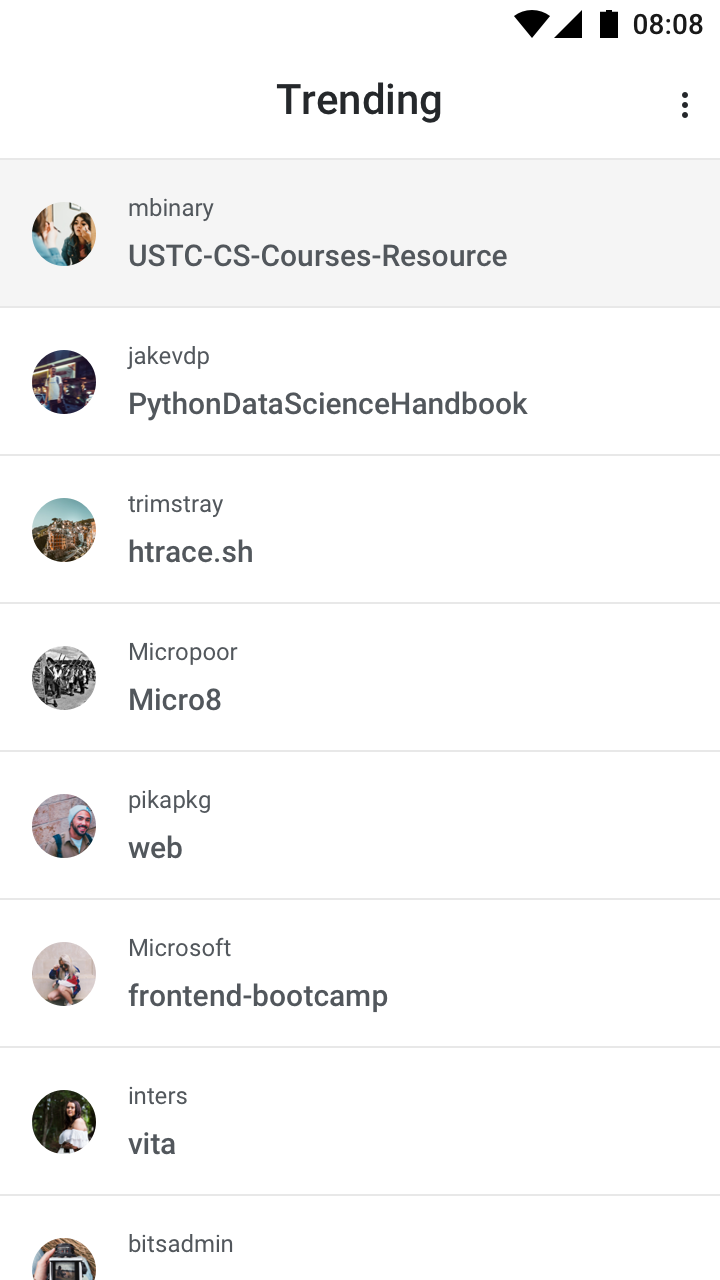 08:08
Trending
mbinary
USTC-CS-Courses-Resource
jakevdp
PythonDataScienceHandbook
trimstray
htrace.sh
Micropoor
Micro8
pikapkg
web
Microsoft
frontend-bootcamp
inters
vita
bitsadmin